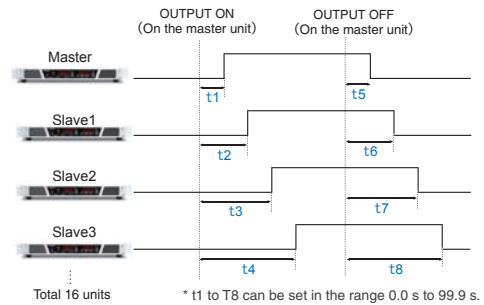 OUTPUT ON
(On the master unit)
OUTPUT OFF
(On the master unit)
Master
t1
t5
Slave1
t2
t6
Slave2
t3
t7
Slave3
t4
t8
Total 16 units
* t1 to T8 can be set in the range 0.0 s to 99.9 s.